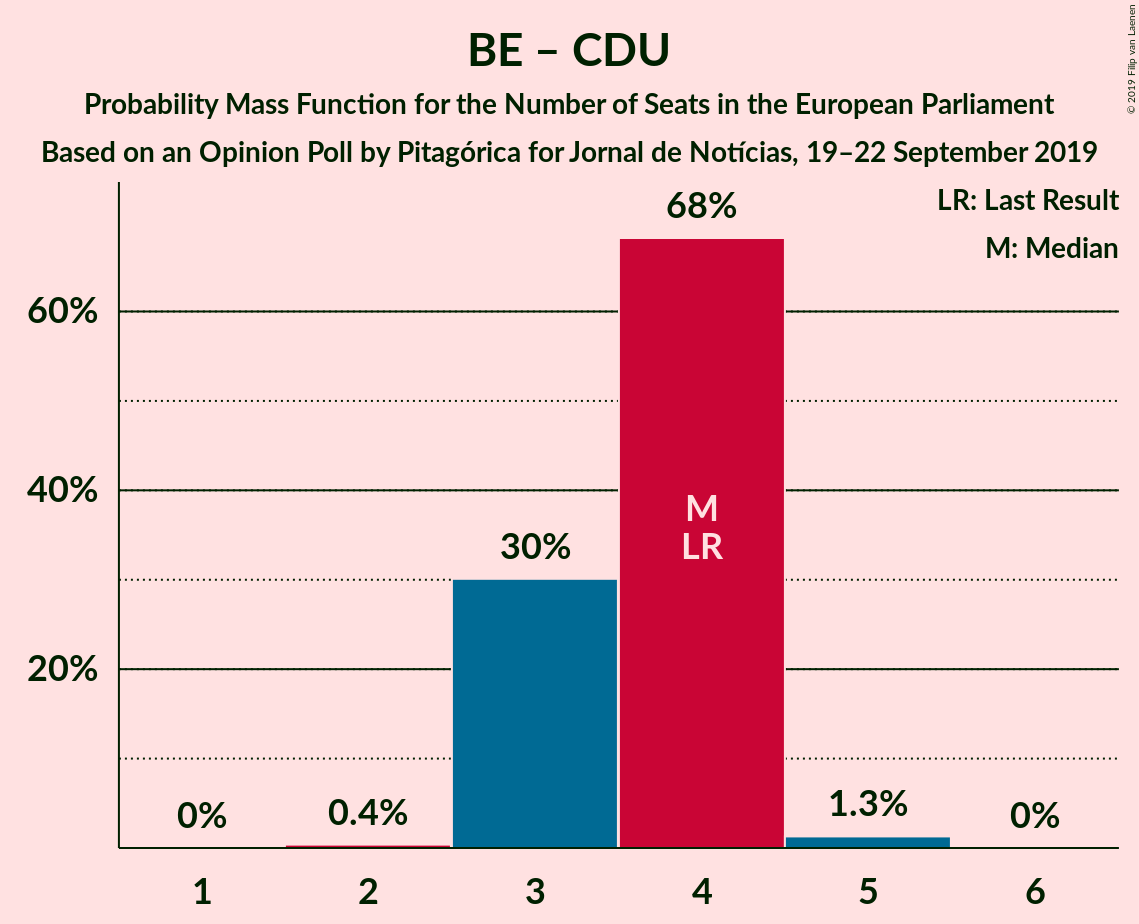 BE – CDU
Probability Mass Function for the Number of Seats in the European Parliament
Based on an Opinion Poll by Pitagórica for Jornal de Notícias, 19–22 September 2019
© 2019 Filip van Laenen
LR: Last Result
M: Median
68%
60%
40%
20%
M
LR
30%
0%
0.4%
1.3%
0%
1 2 3 4 5 6